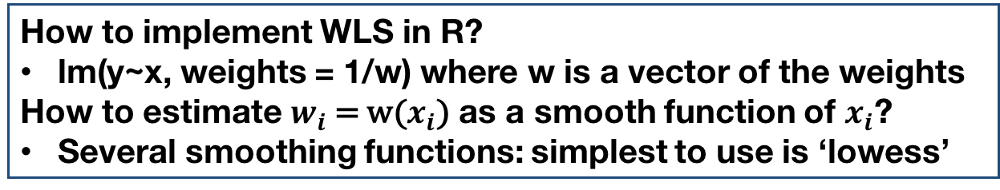 How to implement WLS in R?
• lm(y~x, weights = 1/w) where w is a vector of the weights
How to estimate 𝒘ᵢ = w(𝒙ᵢ) as a smooth function of 𝒙ᵢ?
• Several smoothing functions: simplest to use is ‘lowess’